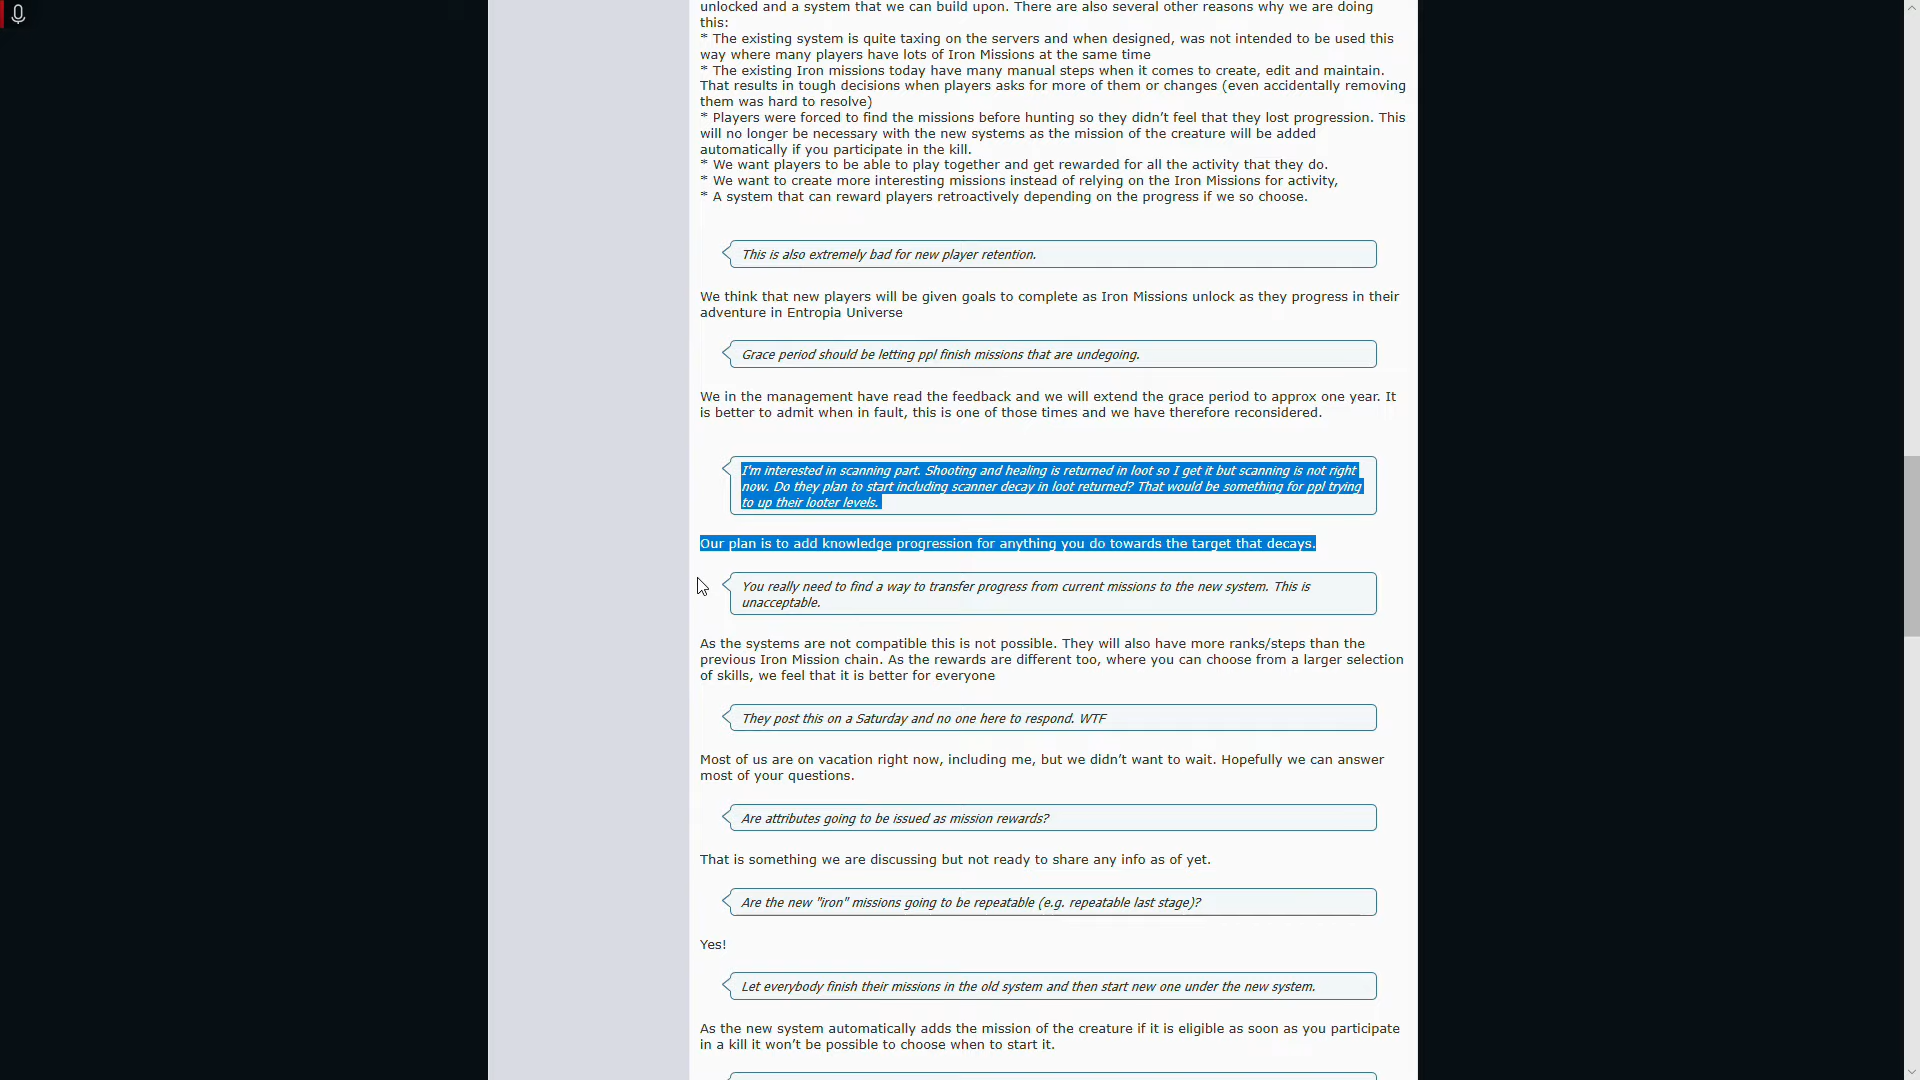 unlocked and a system that we can build upon. There are also several other reasons why we are doing
this:
* The existing system is quite taxing on the servers and when designed, was not intended to be used this
way where many players have lots of Iron Missions at the same time
* The existing Iron missions today have many manual steps when it comes to create, edit and maintain.
That results in tough decisions when players asks for more of them or changes (even accidentally removing
them was hard to resolve)
* Players were forced to find the missions before hunting so they didn’t feel that they lost progression. This
will no longer be necessary with the new systems as the mission of the creature will be added
automatically if you participate in the kill.
* We want players to be able to play together and get rewarded for all the activity that they do.
* We want to create more interesting missions instead of relying on the Iron Missions for activity,
* A system that can reward players retroactively depending on the progress if we so choose.
This is also extremely bad for new player retention.
We think that new players will be given goals to complete as Iron Missions unlock as they progress in their
adventure in Entropia Universe
Grace period should be letting ppl finish missions that are undegoing.
We in the management have read the feedback and we will extend the grace period to approx one year. It
is better to admit when in fault, this is one of those times and we have therefore reconsidered.
I'm interested in scanning part. Shooting and healing is returned in loot so I get it but scanning is not right
now. Do they plan to start including scanner decay in loot returned? That would be something for ppl trying
to up their looter levels.
Our plan is to add knowledge progression for anything you do towards the target that decays.
You really need to find a way to transfer progress from current missions to the new system. This is
unacceptable.
As the systems are not compatible this is not possible. They will also have more ranks/steps than the
previous Iron Mission chain. As the rewards are different too, where you can choose from a larger selection
of skills, we feel that it is better for everyone
They post this on a Saturday and no one here to respond. WTF
Most of us are on vacation right now, including me, but we didn’t want to wait. Hopefully we can answer
most of your questions.
Are attributes going to be issued as mission rewards?
That is something we are discussing but not ready to share any info as of yet.
Are the new "iron" missions going to be repeatable (e.g. repeatable last stage)?
Yes!
Let everybody finish their missions in the old system and then start new one under the new system.
As the new system automatically adds the mission of the creature if it is eligible as soon as you participate
in a kill it won’t be possible to choose when to start it.